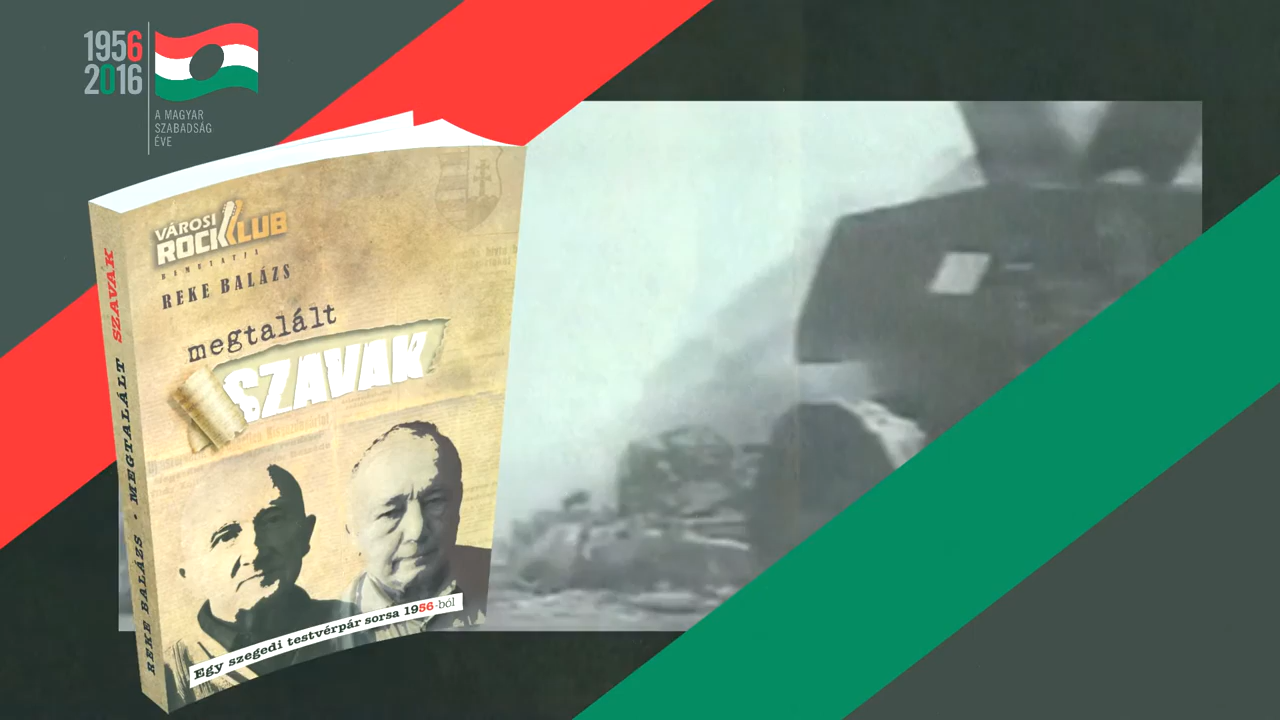 1956
2016
A MAGYAR
SZABADSÁG
ÉVE
VÁROSI
ROCKKLUB
BEMUTATJA
REKE BALÁZS
megtalált
SZAVAK
Egy szegedi testvérpár sorsa 1956-ból
REKE BALÁZS · MEGTALÁLT SZAVAK